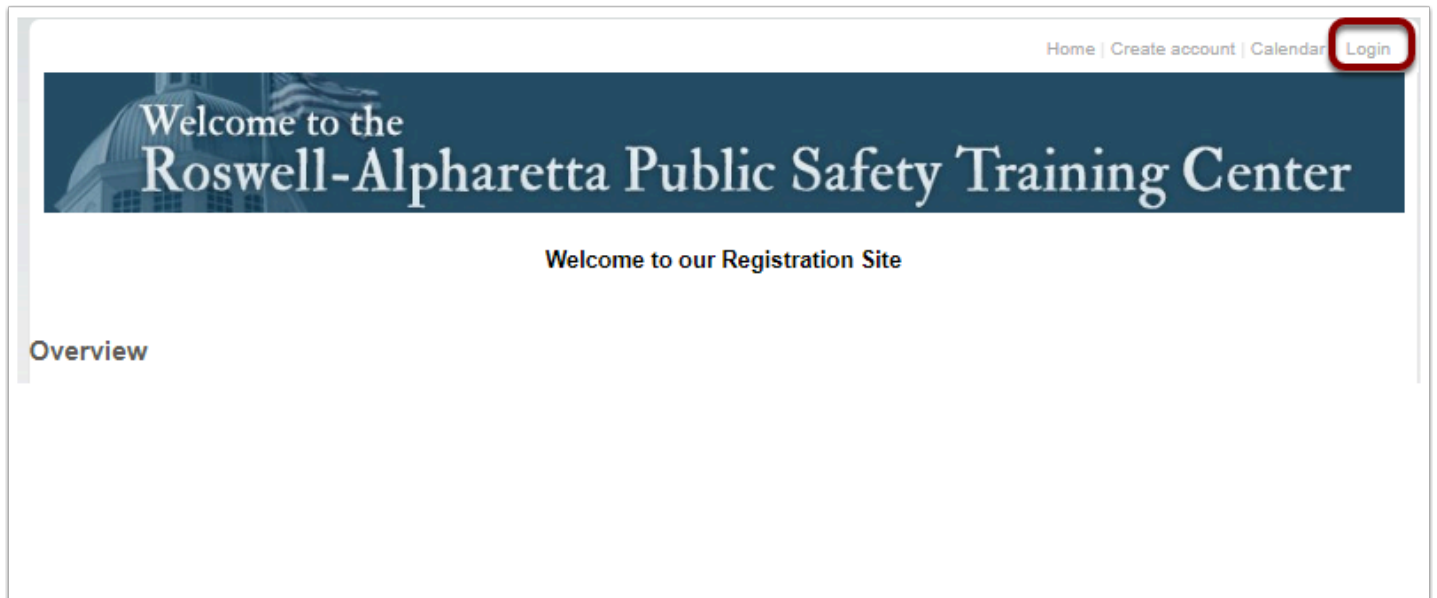 Home | Create account | Calendar Login
Welcome to the
Roswell-Alpharetta Public Safety Training Center
Welcome to our Registration Site
Overview